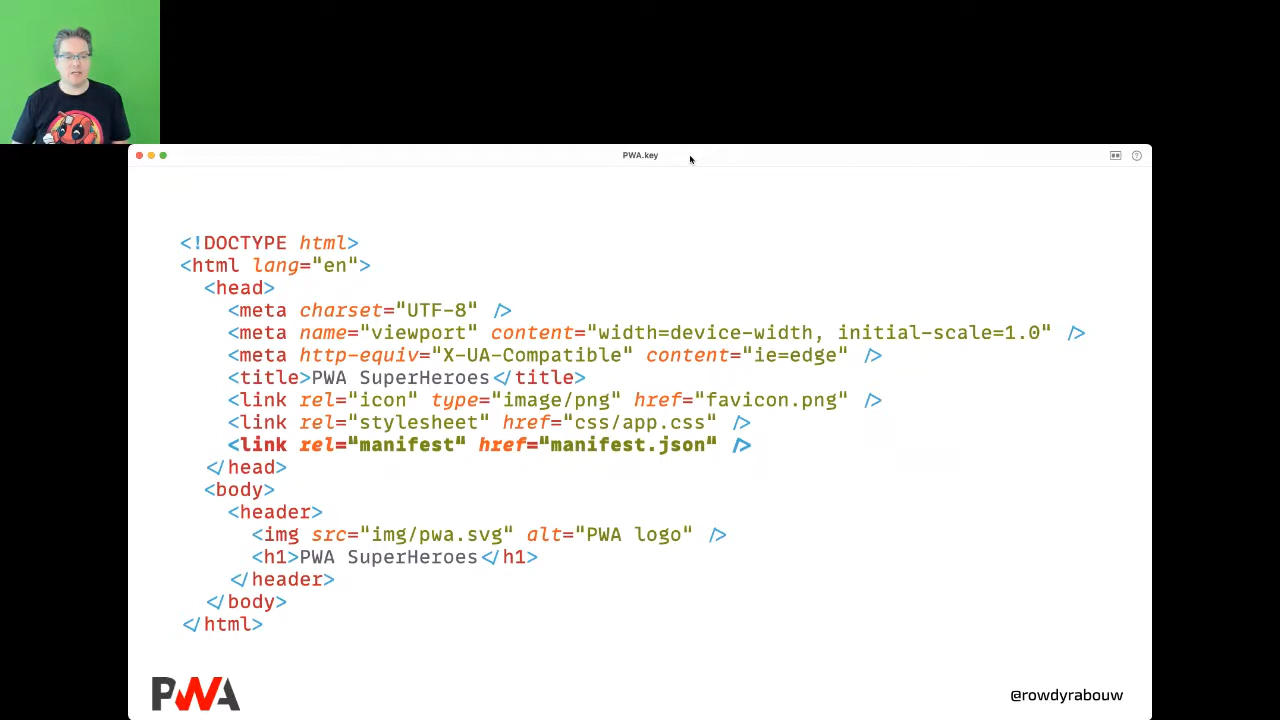 PWA.key
<!DOCTYPE html>
<html lang="en">
<head>
<meta charset="UTF-8" />
<meta name="viewport" content="width=device-width, initial-scale=1.0" />
<meta http-equiv="X-UA-Compatible" content="ie=edge" />
<title>PWA SuperHeroes</title>
<link rel="icon" type="image/png" href="favicon.png" />
<link rel="stylesheet" href="css/app.css" />
<link rel="manifest" href="manifest.json" />
</head>
<body>
<header>
<img src="img/pwa.svg" alt="PWA logo" />
<h1>PWA SuperHeroes</h1>
</header>
</body>
</html>
PWA
@rowdyrabouw